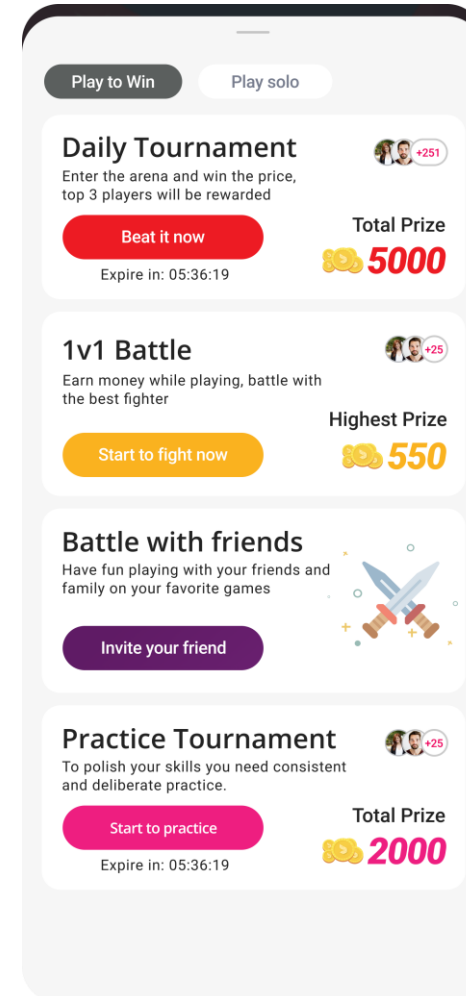 Play to Win
Play solo
Daily Tournament
+251
Enter the arena and win the price,
top 3 players will be rewarded
Beat it now
Total Prize
5000
Expire in: 05:36:19
1v1 Battle
+25
Earn money while playing, battle with
the best fighter
Highest Prize
Start to fight now
550
Battle with friends
Have fun playing with your friends and
family on your favorite games
Invite your friend
Practice Tournament
+25
To polish your skills you need consistent
and deliberate practice.
Total Prize
Start to practice
2000
Expire in: 05:36:19